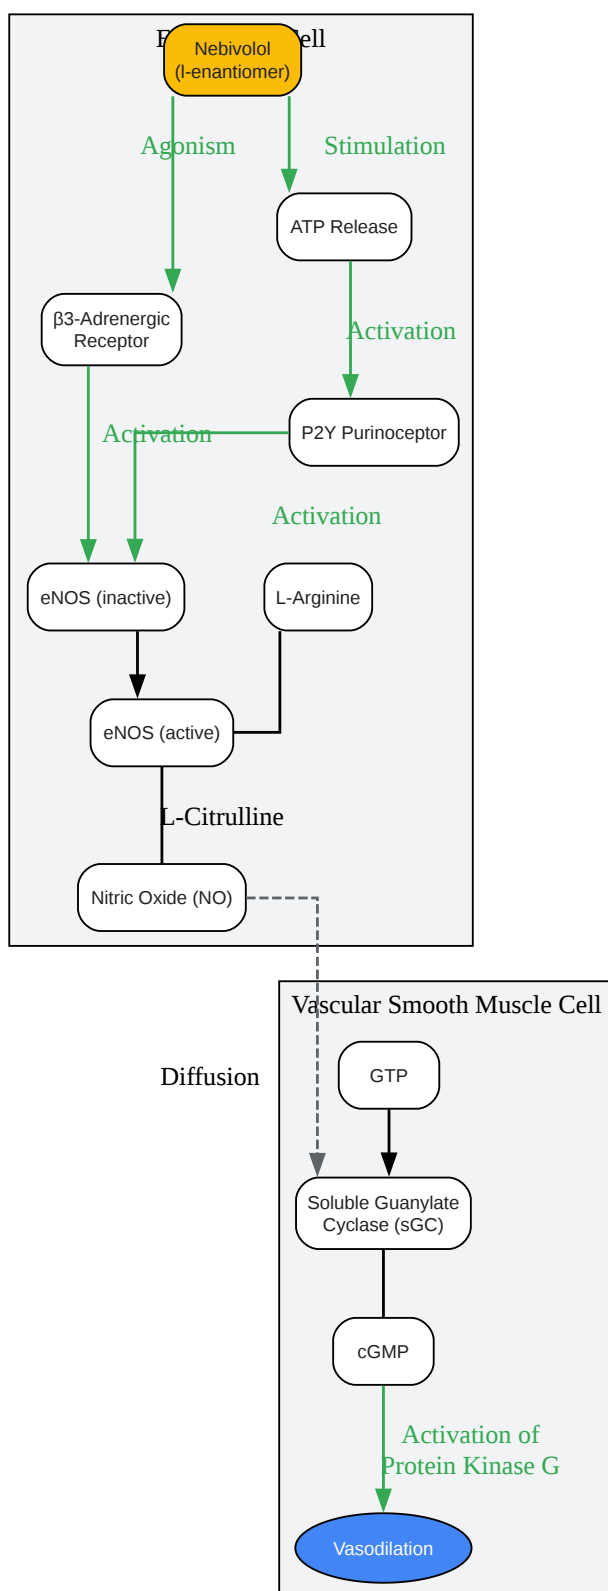 ell
Nebivolol
(l-enantiomer)
Agonism
Stimulation
ATP Release
β3-Adrenergic
Receptor
Activation
P2Y Purinoceptor
Activation
Activation
eNOS (inactive)
L-Arginine
eNOS (active)
L-Citrulline
Nitric Oxide (NO)
Vascular Smooth Muscle Cell
Diffusion
GTP
Soluble Guanylate
Cyclase (sGC)
cGMP
Activation of
Protein Kinase G
Vasodilation